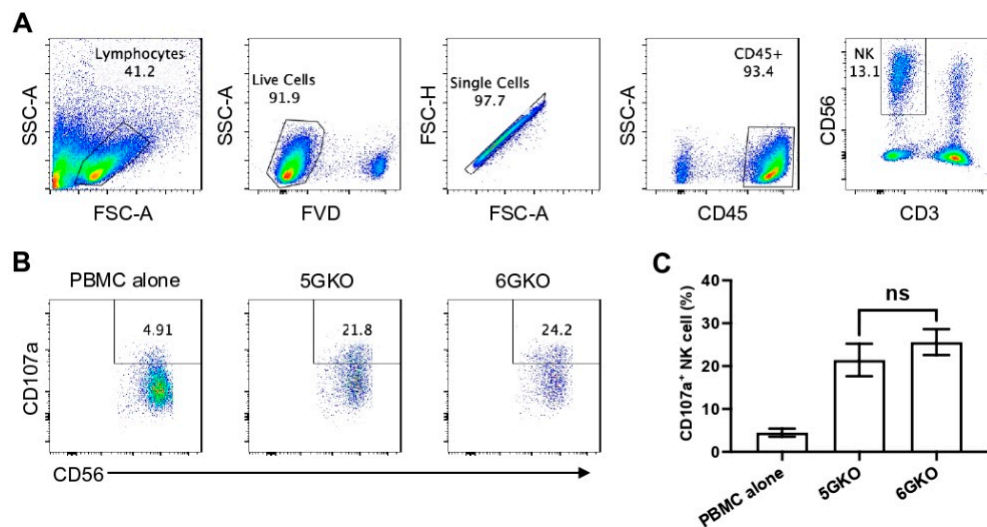 A
Lymphocytes
41.2
SSC-A
FSC-A
Live Cells
91.9
SSC-A
FVD
Single Cells
97.7
FSC-H
FSC-A
CD45+
93.4
SSC-A
CD45
NK
13.1
CD56
CD3
B
PBMC alone
5GKO
6GKO
4.91
21.8
24.2
CD107a
CD56
C
ns
40
30
20
10
0
CD107a⁺ NK cell (%)
PBMC alone
5GKO
6GKO